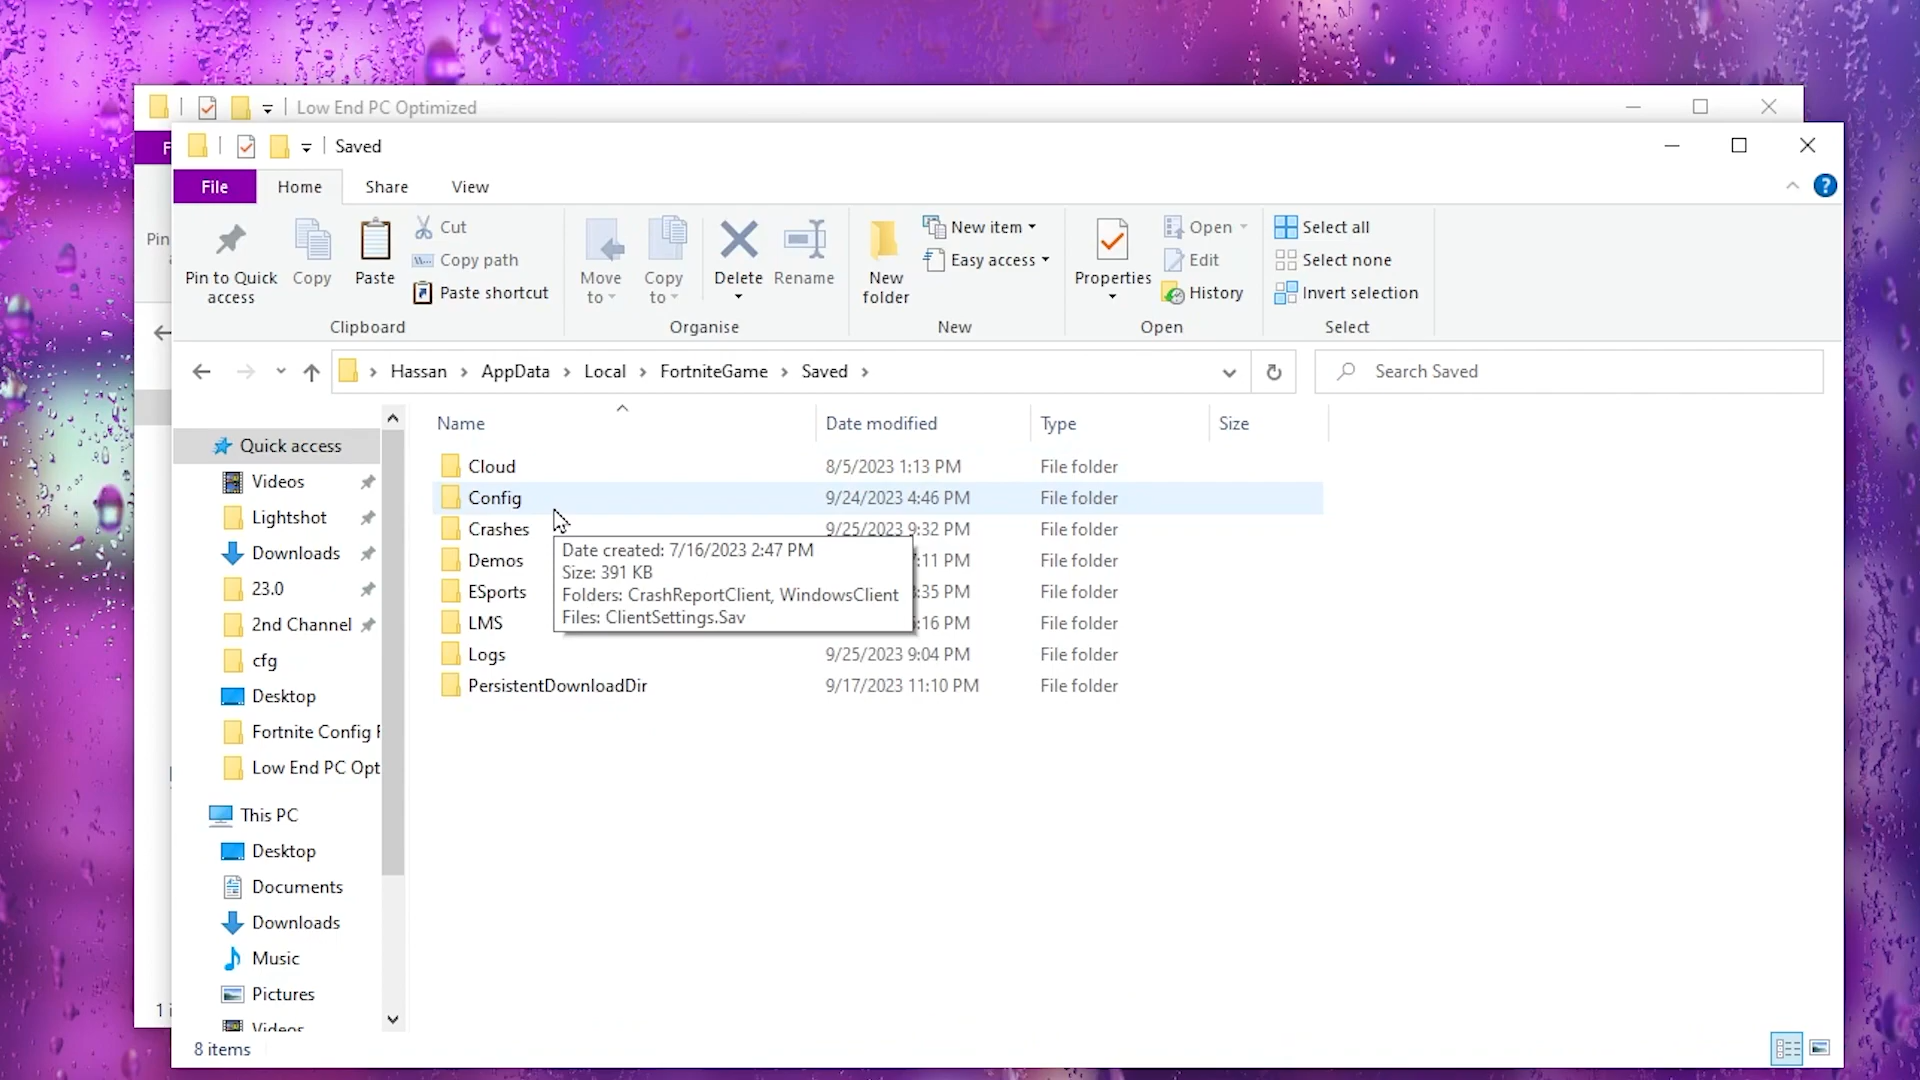 Low End PC Optimized
Saved
File Home Share View
Pin to Quick access
Copy
Paste
Cut
Copy path
Paste shortcut
Clipboard
Move to
Copy to
Delete
Rename
Organise
New folder
New item
Easy access
New
Properties
Open
Edit
History
Open
Select all
Select none
Invert selection
Select
Hassan > AppData > Local > FortniteGame > Saved >
Search Saved
Quick access
Videos
Lightshot
Downloads
23.0
2nd Channel
cfg
Desktop
Fortnite Config F
Low End PC Opt
This PC
Desktop
Documents
Downloads
Music
Pictures
Videos
Name Date modified Type Size
Cloud 8/5/2023 1:13 PM File folder
Config 9/24/2023 4:46 PM File folder
Crashes 9/25/2023 9:32 PM File folder
Demos :11 PM File folder
ESports :35 PM File folder
LMS :16 PM File folder
Logs 9/25/2023 9:04 PM File folder
PersistentDownloadDir 9/17/2023 11:10 PM File folder
Date created: 7/16/2023 2:47 PM
Size: 391 KB
Folders: CrashReportClient, WindowsClient
Files: ClientSettings.Sav
8 items
Pin